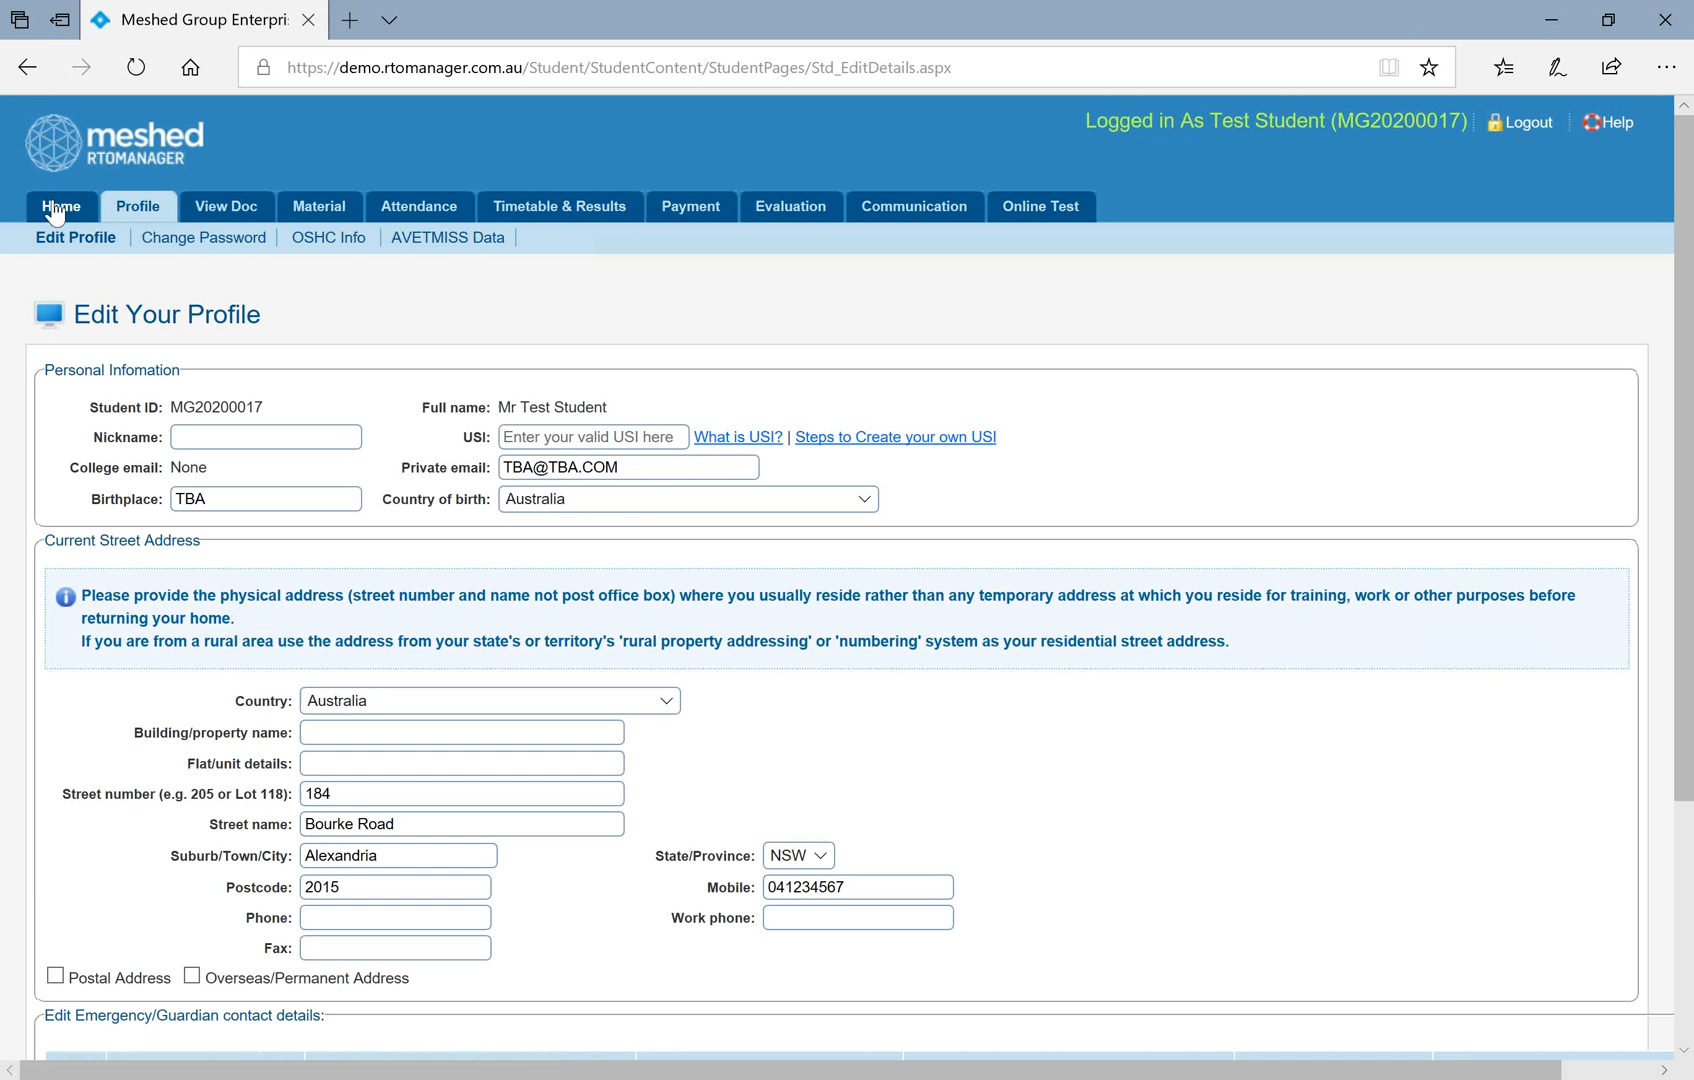 Meshed Group Enterpri
https://demo.rtomanager.com.au/Student/StudentContent/StudentPages/Std_EditDetails.aspx
meshed
RTOMANAGER
Logged in As Test Student (MG20200017) Logout Help
Home Profile View Doc Material Attendance Timetable & Results Payment Evaluation Communication Online Test
Edit Profile Change Password OSHC Info AVETMISS Data
Edit Your Profile
Personal Infomation
Student ID: MG20200017 Full name: Mr Test Student
Nickname: USI: Enter your valid USI here What is USI? | Steps to Create your own USI
College email: None Private email: TBA@TBA.COM
Birthplace: TBA Country of birth: Australia
Current Street Address
Please provide the physical address (street number and name not post office box) where you usually reside rather than any temporary address at which you reside for training, work or other purposes before
returning your home.
If you are from a rural area use the address from your state's or territory's 'rural property addressing' or 'numbering' system as your residential street address.
Country: Australia
Building/property name:
Flat/unit details:
Street number (e.g. 205 or Lot 118): 184
Street name: Bourke Road
Suburb/Town/City: Alexandria State/Province: NSW
Postcode: 2015 Mobile: 041234567
Phone: Work phone:
Fax:
Postal Address Overseas/Permanent Address
Edit Emergency/Guardian contact details: